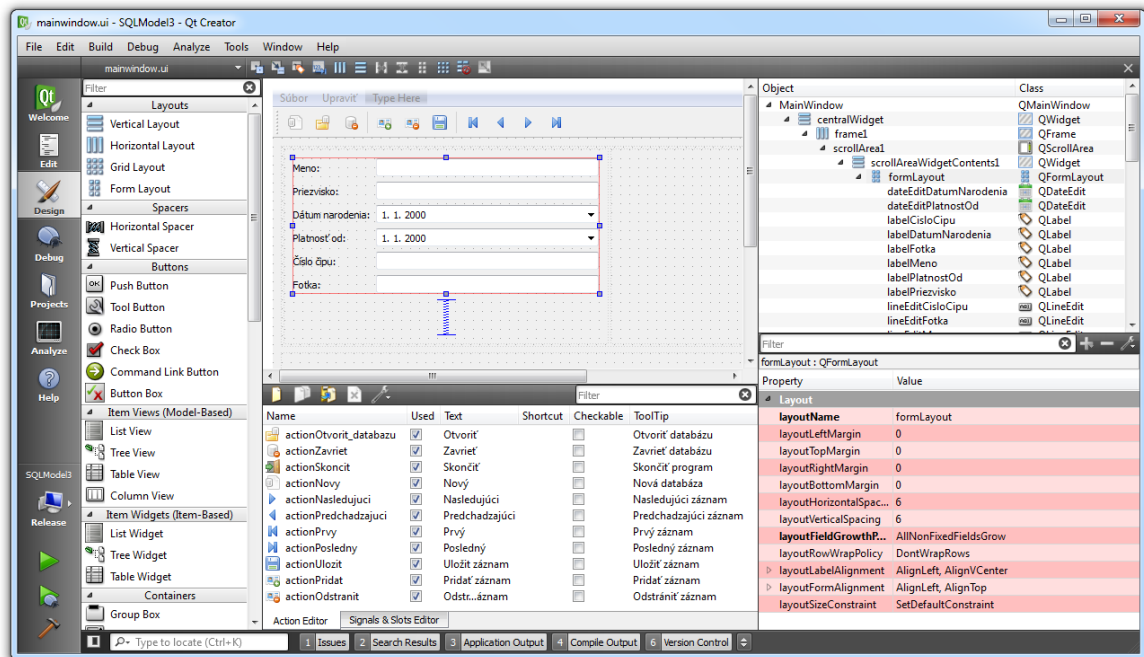 mainwindow.ui - SQLModel3 - Qt Creator
File Edit Build Debug Analyze Tools Window Help
mainwindow.ui
Qt
Welcome
Edit
Design
Debug
Projects
Analyze
Help
SQLModel3
Release
Filter
Layouts
Vertical Layout
Horizontal Layout
Grid Layout
Form Layout
Spacers
Horizontal Spacer
Vertical Spacer
Buttons
OK Push Button
Tool Button
Radio Button
Check Box
Command Link Button
Button Box
Item Views (Model-Based)
List View
Tree View
Table View
Column View
Item Widgets (Item-Based)
List Widget
Tree Widget
Table Widget
Containers
Group Box
Súbor Upraviť Type Here
Meno:
Priezvisko:
Dátum narodenia: 1. 1. 2000
Platnosť od: 1. 1. 2000
Číslo čipu:
Fotka:
Filter
Name Used Text Shortcut Checkable ToolTip
actionOtvorit_databazu Otvoriť Otvoriť databázu
actionZavriet Zavrieť Zavrieť databázu
actionSkoncit Skončiť Skončiť program
actionNovy Nový Nová databáza
actionNasledujuci Nasledujúci Nasledujúci záznam
actionPredchadzajuci Predchadzajúci Predchadzajúci záznam
actionPrvy Prvý Prvý záznam
actionPosledny Posledný Posledný záznam
actionUlozit Uložiť záznam Uložiť záznam
actionPridat Pridať záznam Pridať záznam
actionOdstranit Odstr...áznam Odstrániť záznam
Action Editor Signals & Slots Editor
Object Class
MainWindow QMainWindow
centralWidget QWidget
frame1 QFrame
scrollArea1 QScrollArea
scrollAreaWidgetContents1 QWidget
formLayout QFormLayout
dateEditDatumNarodenia QDateEdit
dateEditPlatnostOd QDateEdit
labelCisloCipu QLabel
labelDatumNarodenia QLabel
labelFotka QLabel
labelMeno QLabel
labelPlatnostOd QLabel
labelPriezvisko QLabel
lineEditCisloCipu QLineEdit
lineEditFotka QLineEdit
Filter
formLayout : QFormLayout
Property Value
Layout
layoutName formLayout
layoutLeftMargin 0
layoutTopMargin 0
layoutRightMargin 0
layoutBottomMargin 0
layoutHorizontalSpac... 6
layoutVerticalSpacing 6
layoutFieldGrowthP... AllNonFixedFieldsGrow
layoutRowWrapPolicy DontWrapRows
layoutLabelAlignment AlignLeft, AlignVCenter
layoutFormAlignment AlignLeft, AlignTop
layoutSizeConstraint SetDefaultConstraint
Type to locate (Ctrl+K) 1 Issues 2 Search Results 3 Application Output 4 Compile Output 6 Version Control